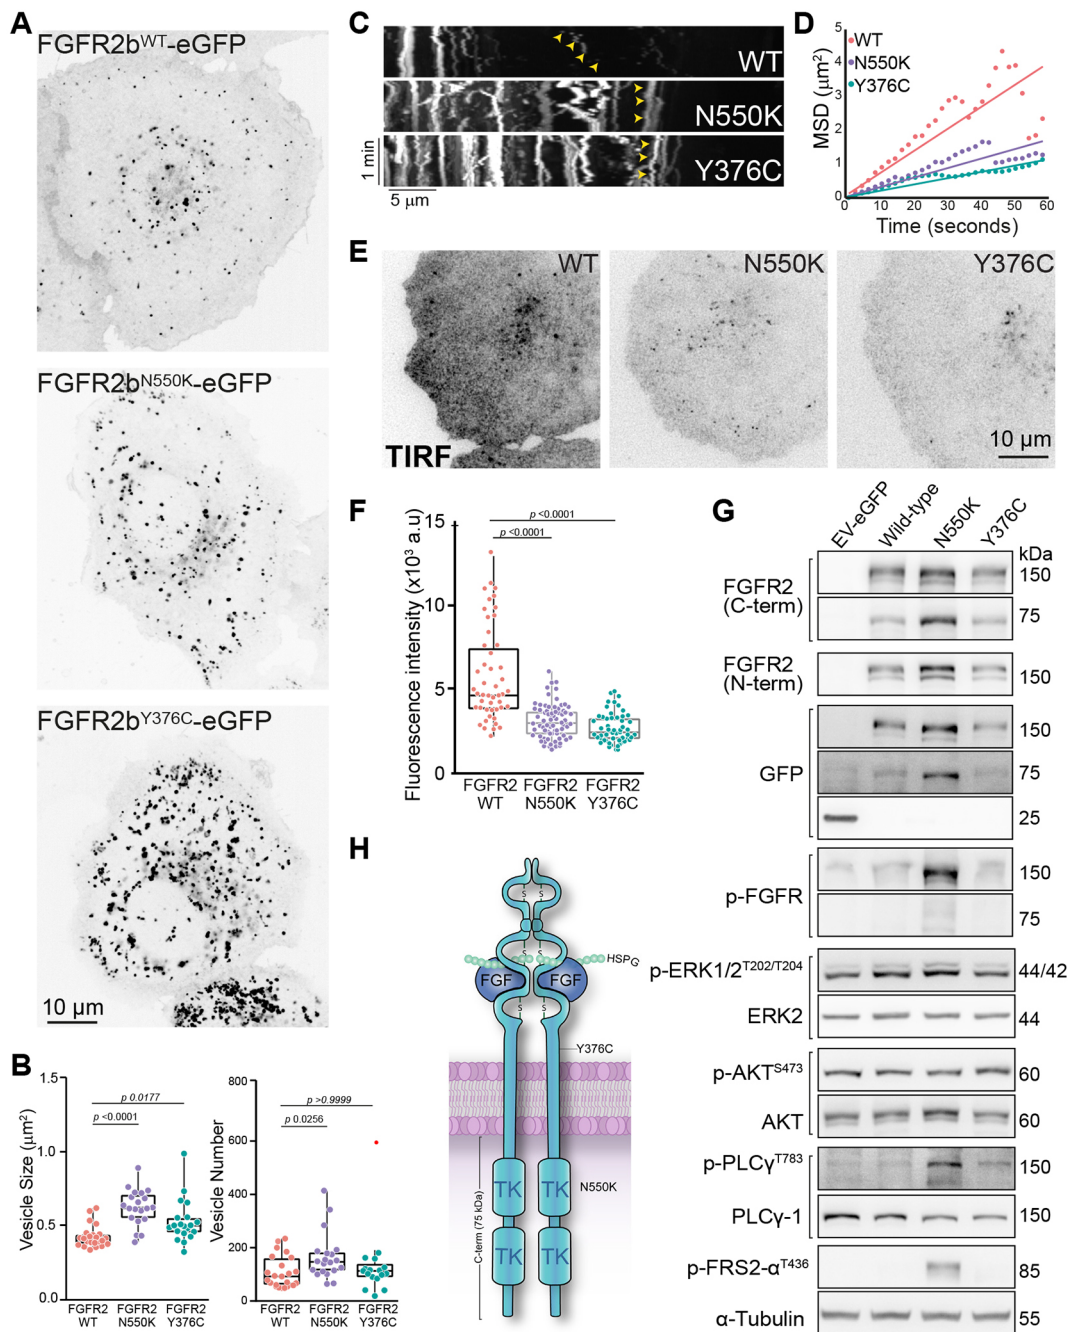 A
FGFR2bWT-eGFP
FGFR2bN550K-eGFP
FGFR2bY376C-eGFP
10 μm
B
Vesicle Size (μm2)
1.5
1.0
0.5
0.0
p 0.0177
p <0.0001
FGFR2 WT
FGFR2 N550K
FGFR2 Y376C
Vesicle Number
800
600
400
200
0
p >0.9999
p 0.0256
FGFR2 WT
FGFR2 N550K
FGFR2 Y376C
C
WT
N550K
Y376C
1 min
5 μm
D
MSD (μm2)
5
4
3
2
1
0
WT
N550K
Y376C
0 10 20 30 40 50 60
Time (seconds)
E
WT
N550K
Y376C
TIRF
10 μm
F
Fluorescence intensity (x103 a.u)
15
10
5
0
p <0.0001
p <0.0001
FGFR2 WT
FGFR2 N550K
FGFR2 Y376C
G
EV-eGFP
Wild-type
N550K
Y376C
kDa
FGFR2 (C-term)
150
75
FGFR2 (N-term)
150
GFP
150
75
25
p-FGFR
150
75
p-ERK1/2T202/T204
44/42
ERK2
44
p-AKTS473
60
AKT
60
p-PLCγT783
150
PLCγ-1
150
p-FRS2-αT436
85
α-Tubulin
55
H
S
S
S
S
HSPG
FGF
FGF
S
S
Y376C
TK
TK
N550K
TK
TK
C-term (75 kDa)